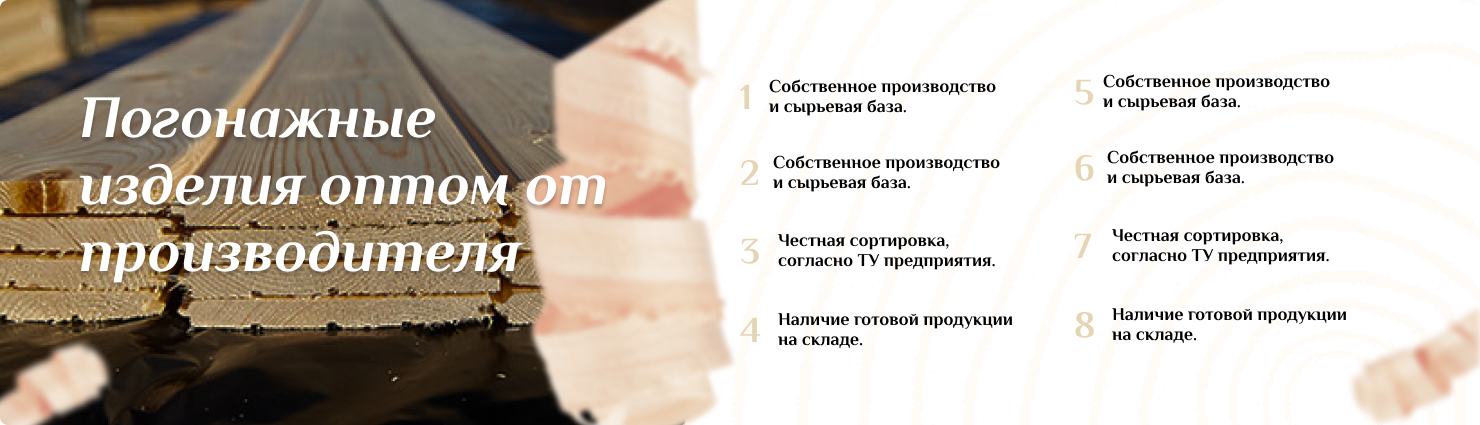 Погонажные
изделия оптом от
производителя
1 Собственное производство
и сырьевая база.
2 Собственное производство
и сырьевая база.
3 Честная сортировка,
согласно ТУ предприятия.
4 Наличие готовой продукции
на складе.
5 Собственное производство
и сырьевая база.
6 Собственное производство
и сырьевая база.
7 Честная сортировка,
согласно ТУ предприятия.
8 Наличие готовой продукции
на складе.